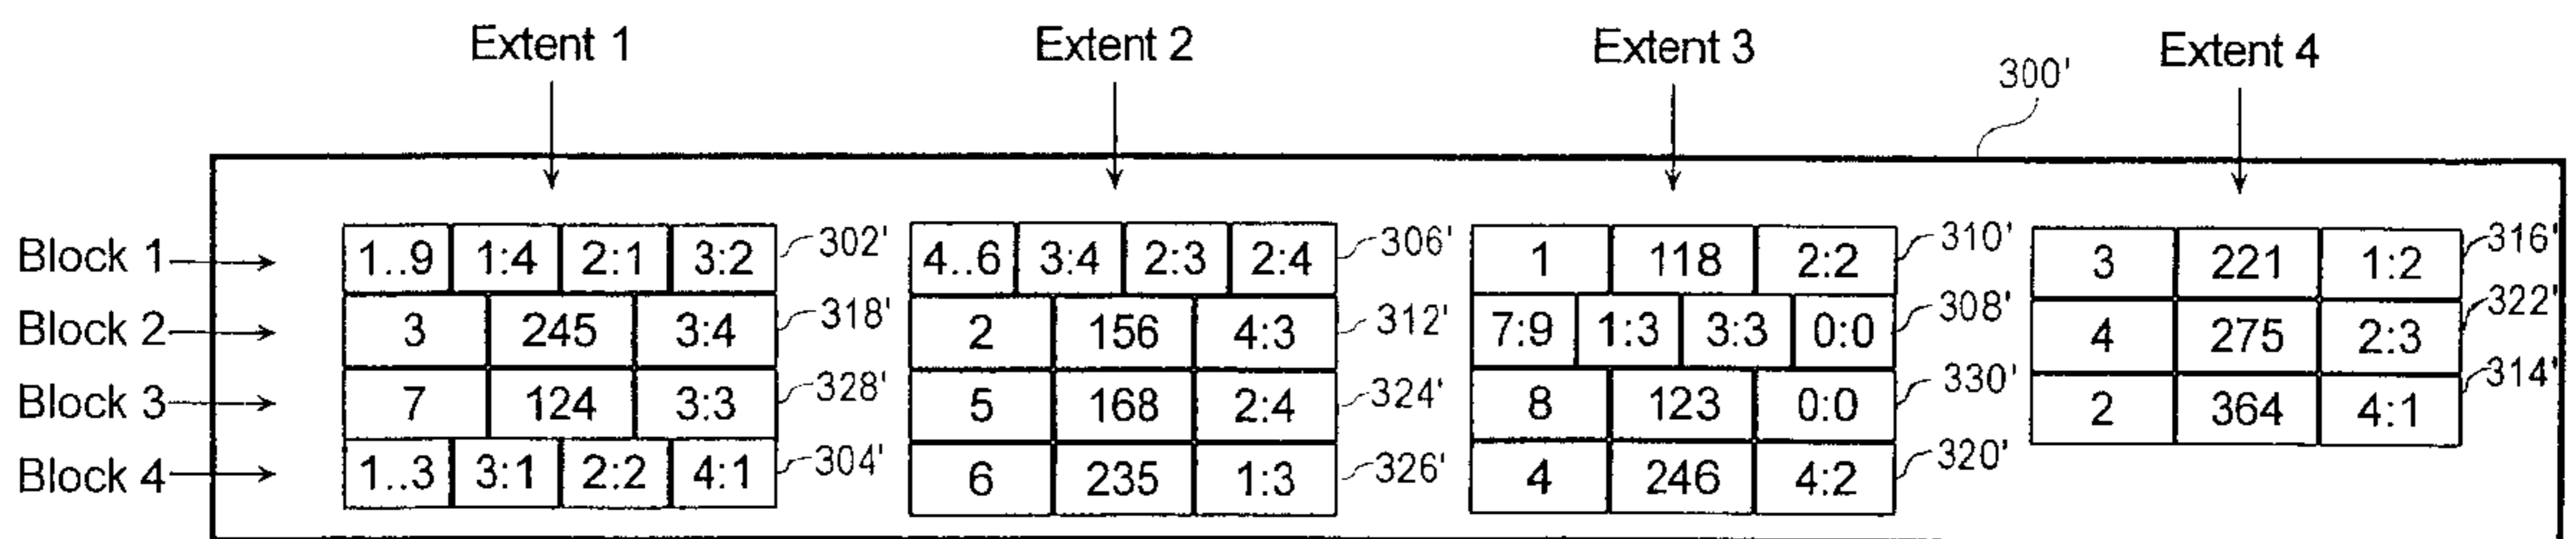 Extent 1 Extent 2 Extent 3 Extent 4
300'
Block 1 1..9 1:4 2:1 3:2 302' 4..6 3:4 2:3 2:4 306' 1 118 2:2 310' 3 221 1:2 316'
Block 2 3 245 3:4 318' 2 156 4:3 312' 7:9 1:3 3:3 0:0 308' 4 275 2:3 322'
Block 3 7 124 3:3 328' 5 168 2:4 324' 8 123 0:0 330' 2 364 4:1 314'
Block 4 1..3 3:1 2:2 4:1 304' 6 235 1:3 326' 4 246 4:2 320'